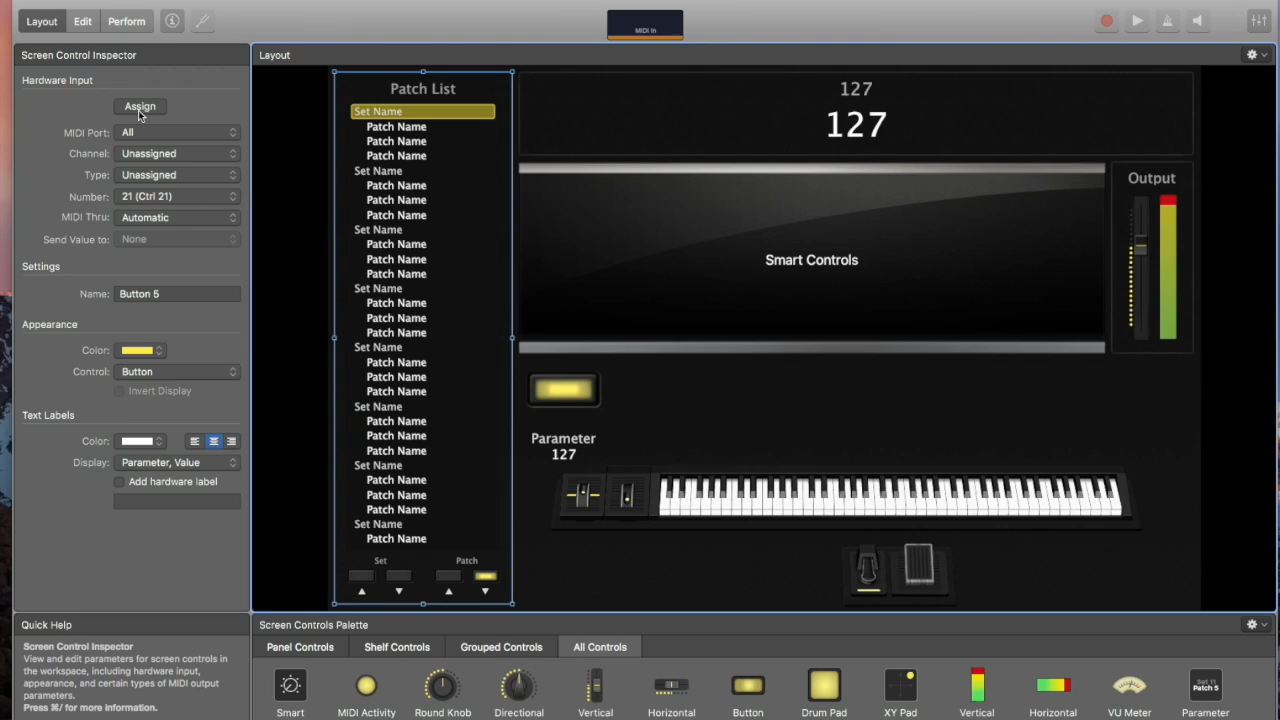 Layout Edit Perform
MIDI In
Screen Control Inspector
Layout
Hardware Input
Assign
MIDI Port: All
Channel: Unassigned
Type: Unassigned
Number: 21 (Ctrl 21)
MIDI Thru: Automatic
Send Value to: None
Settings
Name: Button 5
Appearance
Color:
Control: Button
Invert Display
Text Labels
Color:
Display: Parameter, Value
Add hardware label
Patch List
Set Name
Patch Name
Patch Name
Patch Name
Set Name
Patch Name
Patch Name
Patch Name
Set Name
Patch Name
Patch Name
Patch Name
Set Name
Patch Name
Patch Name
Patch Name
Set Name
Patch Name
Patch Name
Patch Name
Set Name
Patch Name
Patch Name
Patch Name
Set Name
Patch Name
Patch Name
Patch Name
Set Name
Patch Name
Set Patch
127
127
Smart Controls
Output
Parameter
127
Quick Help
Screen Control Inspector
View and edit parameters for screen controls in
the workspace, including hardware input,
appearance, and certain types of MIDI output
parameters.
Press ⌘/ for more information.
Screen Controls Palette
Panel Controls Shelf Controls Grouped Controls All Controls
Set 11
Patch 5
Smart MIDI Activity Round Knob Directional Vertical Horizontal Button Drum Pad XY Pad Vertical Horizontal VU Meter Parameter